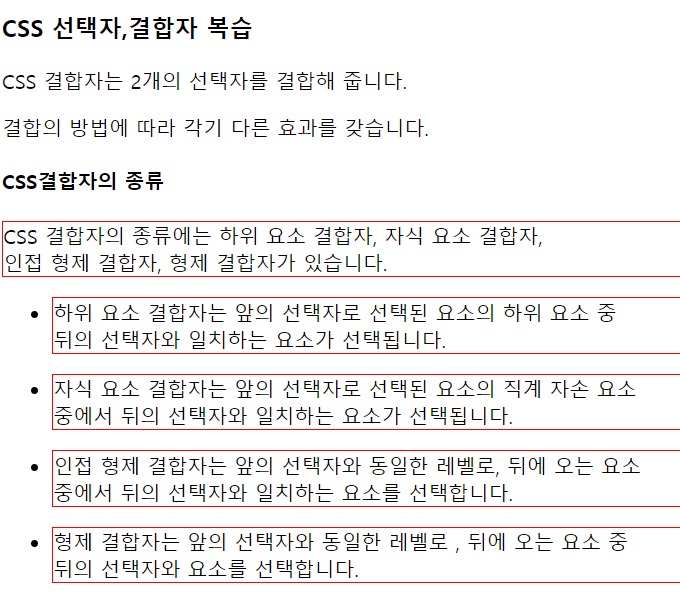 CSS 선택자,결합자 복습
CSS 결합자는 2개의 선택자를 결합해 줍니다.
결합의 방법에 따라 각기 다른 효과를 갖습니다.
CSS결합자의 종류
CSS 결합자의 종류에는 하위 요소 결합자, 자식 요소 결합자,
인접 형제 결합자, 형제 결합자가 있습니다.
하위 요소 결합자는 앞의 선택자로 선택된 요소의 하위 요소 중
뒤의 선택자와 일치하는 요소가 선택됩니다.
자식 요소 결합자는 앞의 선택자로 선택된 요소의 직계 자손 요소
중에서 뒤의 선택자와 일치하는 요소가 선택됩니다.
인접 형제 결합자는 앞의 선택자와 동일한 레벨로, 뒤에 오는 요소
중에서 뒤의 선택자와 일치하는 요소를 선택합니다.
형제 결합자는 앞의 선택자와 동일한 레벨로 , 뒤에 오는 요소 중
뒤의 선택자와 요소를 선택합니다.